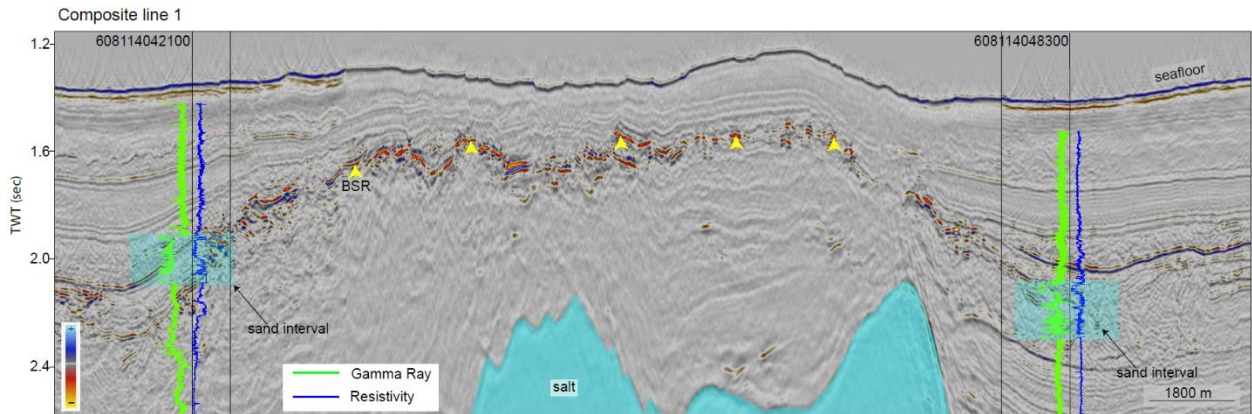 Composite line 1
608114042100
608114048300
1.2
1.6
2.0
2.4
TWT (sec)
seafloor
BSR
sand interval
sand interval
salt
+
−
Gamma Ray
Resistivity
1800 m